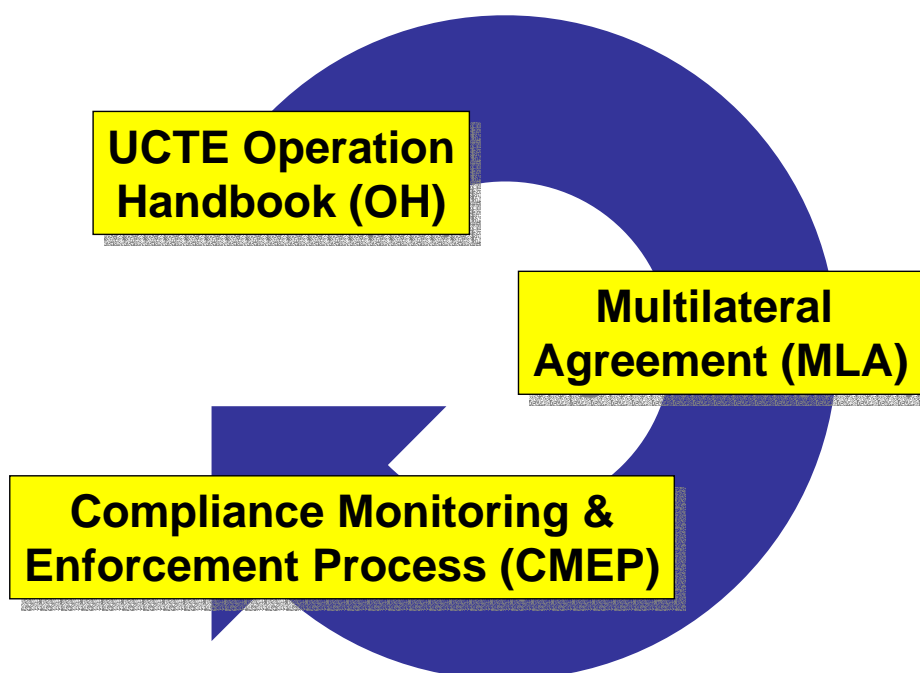 UCTE Operation
Handbook (OH)
Multilateral
Agreement (MLA)
Compliance Monitoring &
Enforcement Process (CMEP)